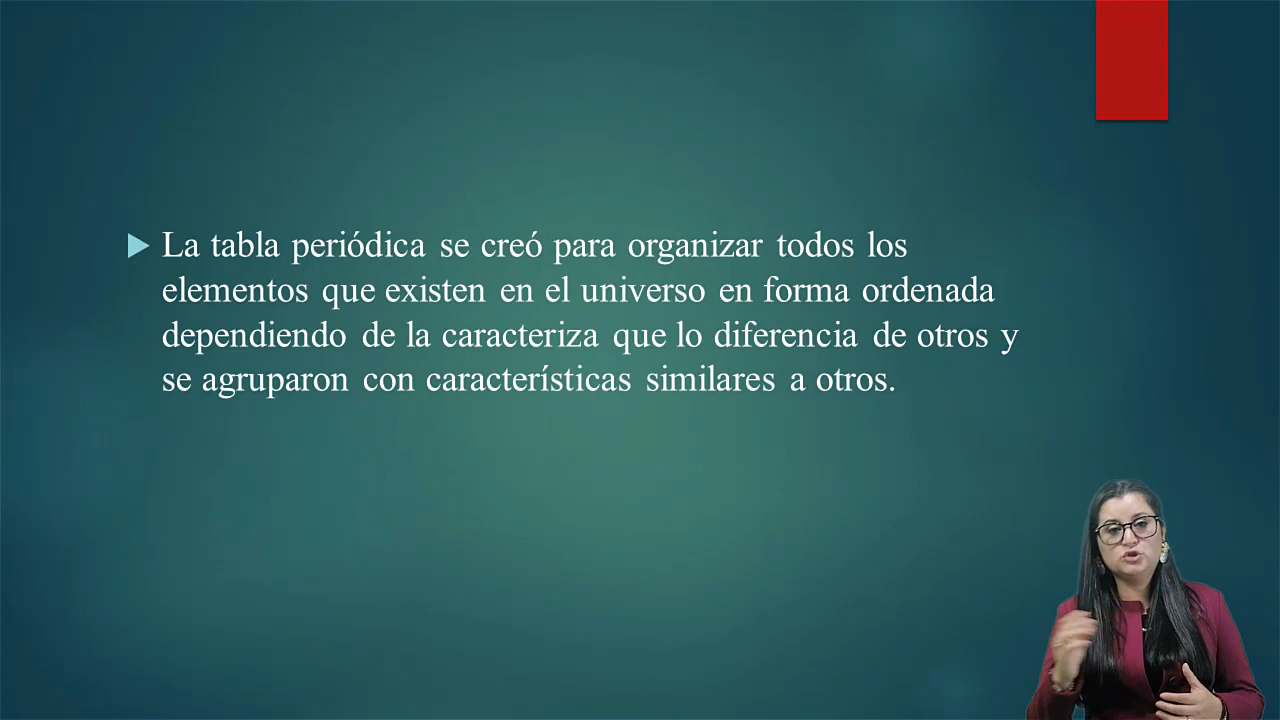 La tabla periódica se creó para organizar todos los
elementos que existen en el universo en forma ordenada
dependiendo de la caracteriza que lo diferencia de otros y
se agruparon con características similares a otros.